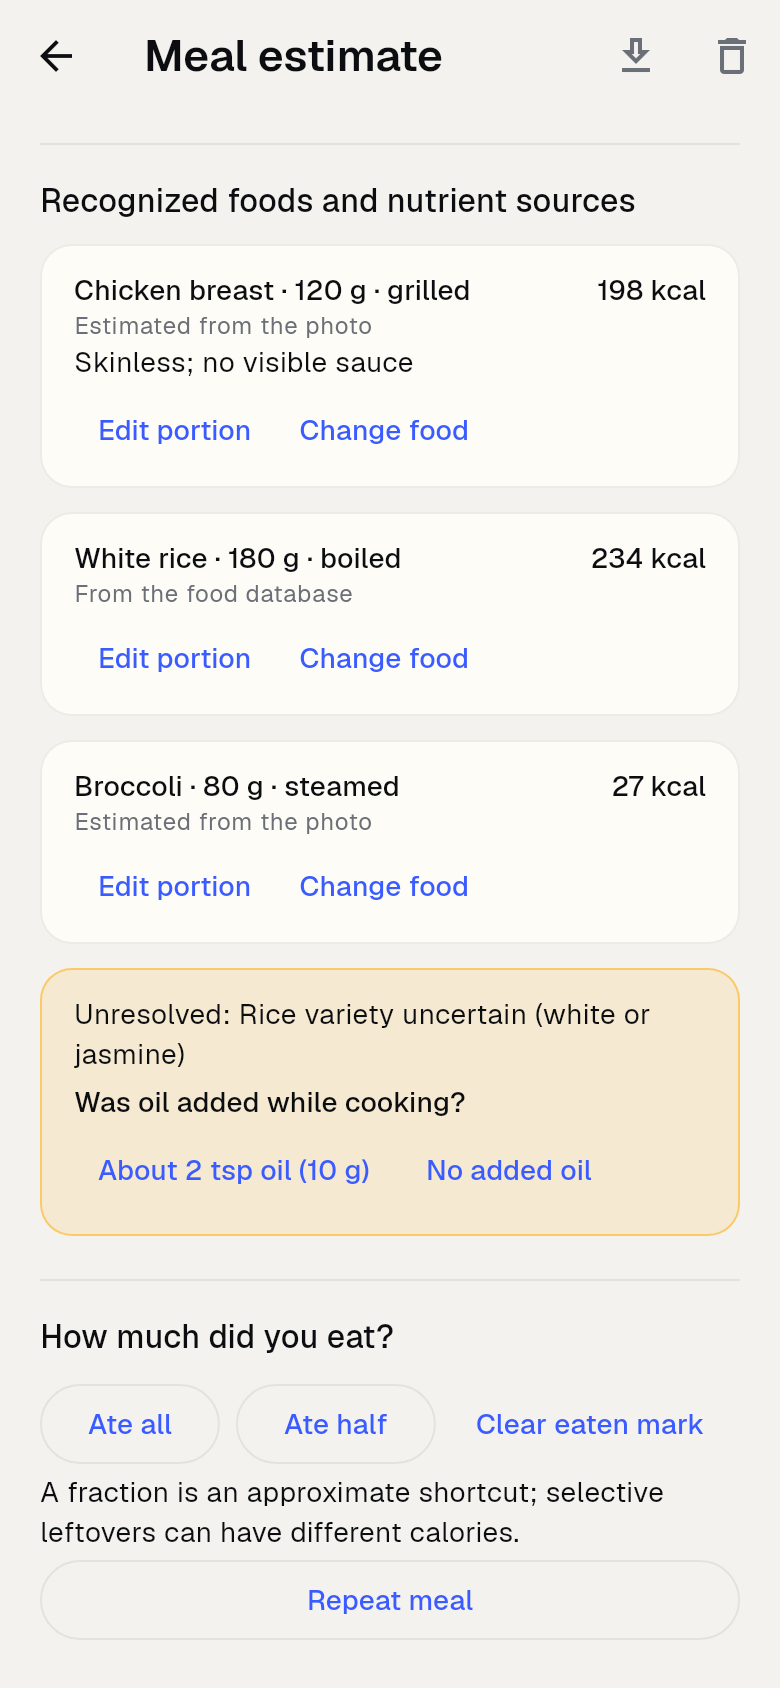 Meal estimate
Recognized foods and nutrient sources
Chicken breast · 120 g · grilled 198 kcal
Estimated from the photo
Skinless; no visible sauce
Edit portion Change food
White rice · 180 g · boiled 234 kcal
From the food database
Edit portion Change food
Broccoli · 80 g · steamed 27 kcal
Estimated from the photo
Edit portion Change food
Unresolved: Rice variety uncertain (white or
jasmine)
Was oil added while cooking?
About 2 tsp oil (10 g) No added oil
How much did you eat?
Ate all Ate half Clear eaten mark
A fraction is an approximate shortcut; selective
leftovers can have different calories.
Repeat meal